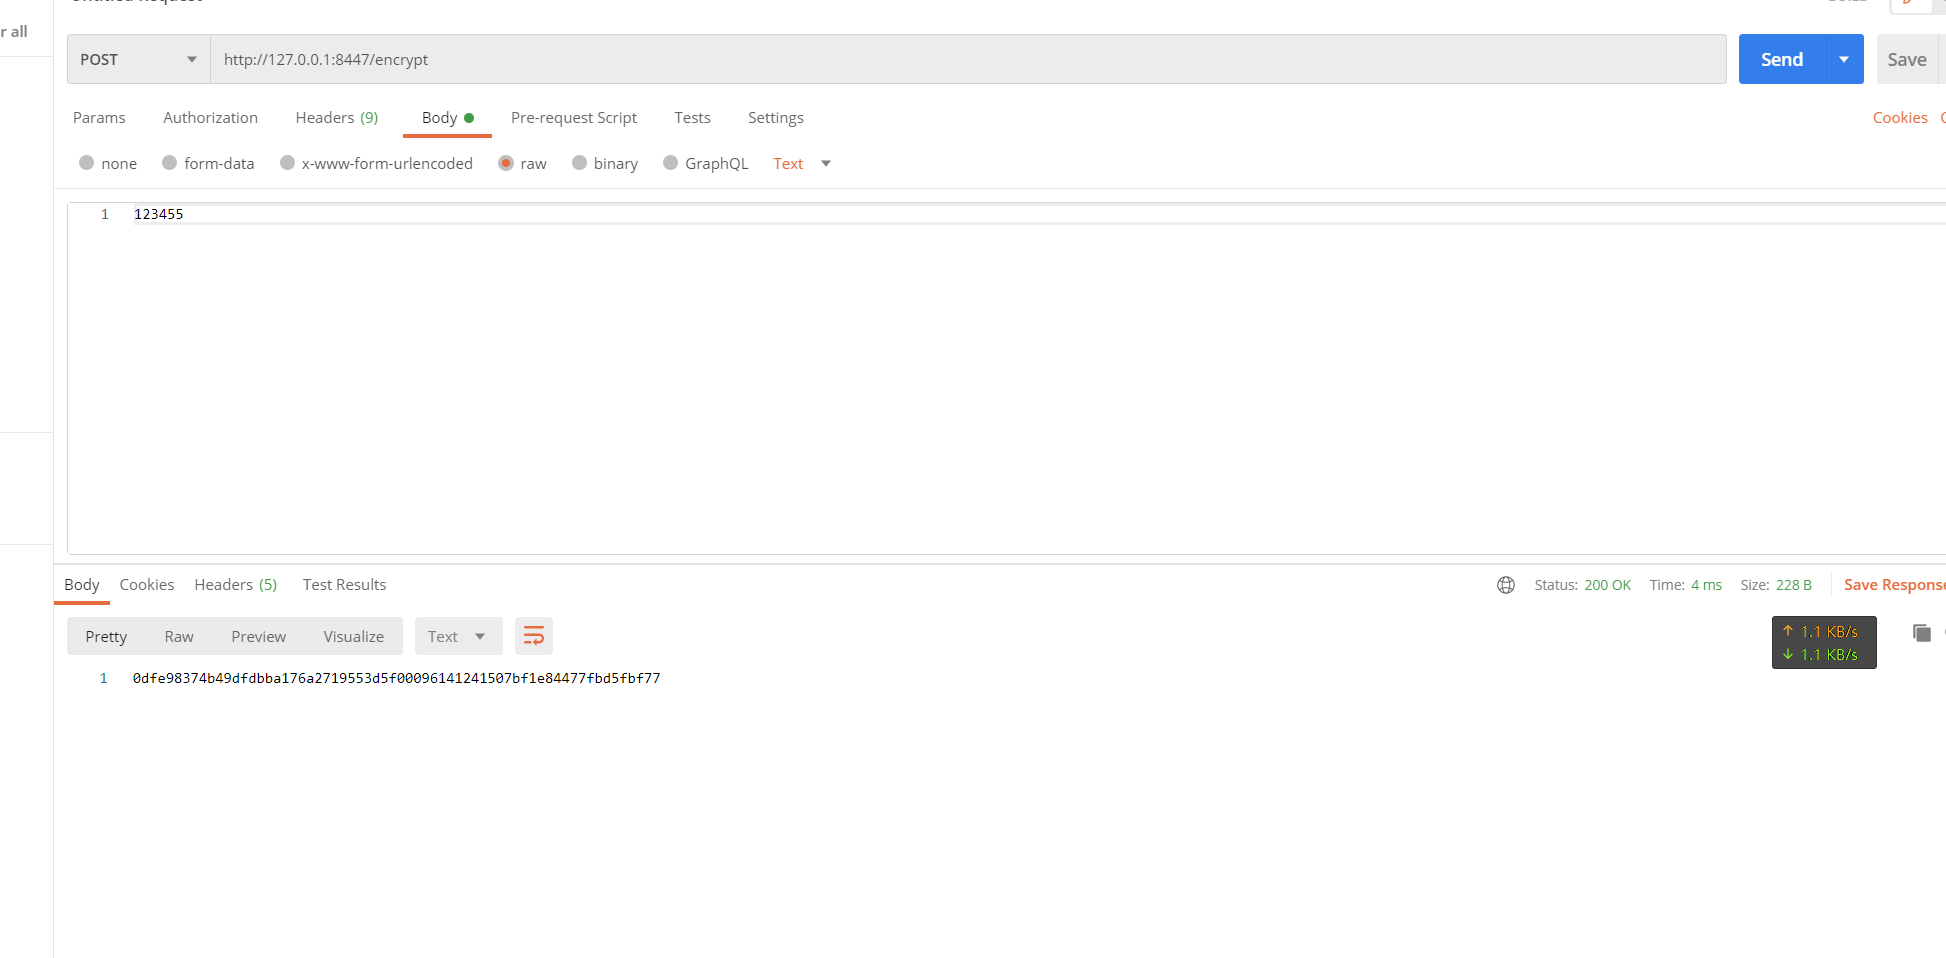 r all
POST http://127.0.0.1:8447/encrypt Send Save
Params Authorization Headers (9) Body Pre-request Script Tests Settings Cookies
none form-data x-www-form-urlencoded raw binary GraphQL Text
1 123455
Body Cookies Headers (5) Test Results Status: 200 OK Time: 4 ms Size: 228 B Save Response
Pretty Raw Preview Visualize Text
↑ 1.1 KB/s
↓ 1.1 KB/s
1 0dfe98374b49dfdbba176a2719553d5f00096141241507bf1e84477fbd5fbf77